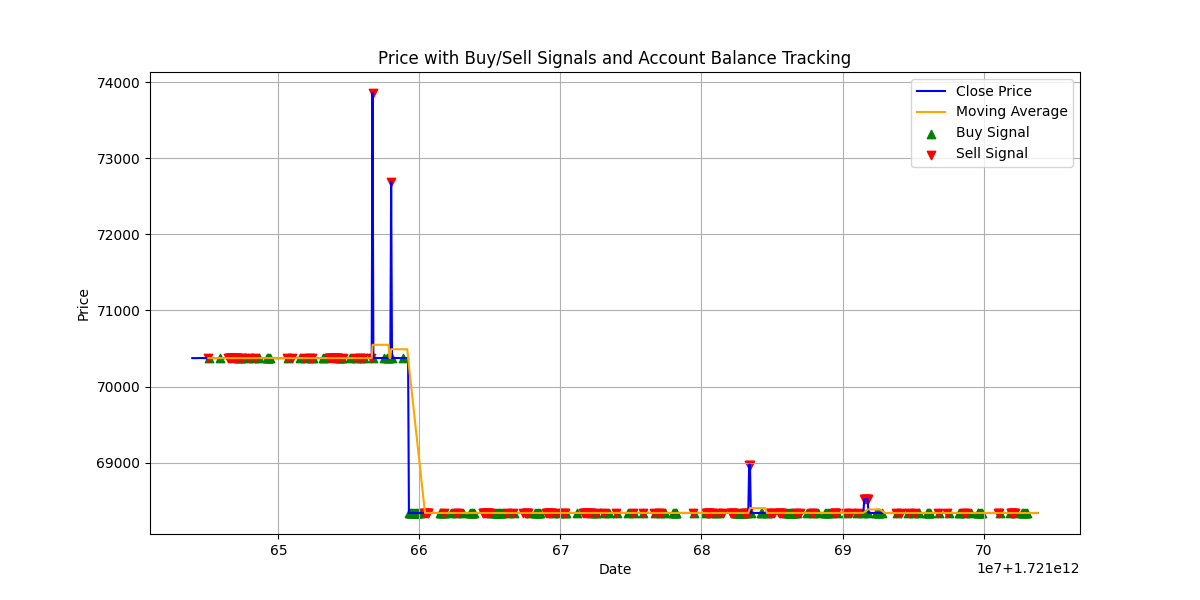 Price with Buy/Sell Signals and Account Balance Tracking
74000
73000
72000
71000
70000
69000
Price
Close Price
Moving Average
Buy Signal
Sell Signal
65 66 67 68 69 70
Date
1e7+1.721e12